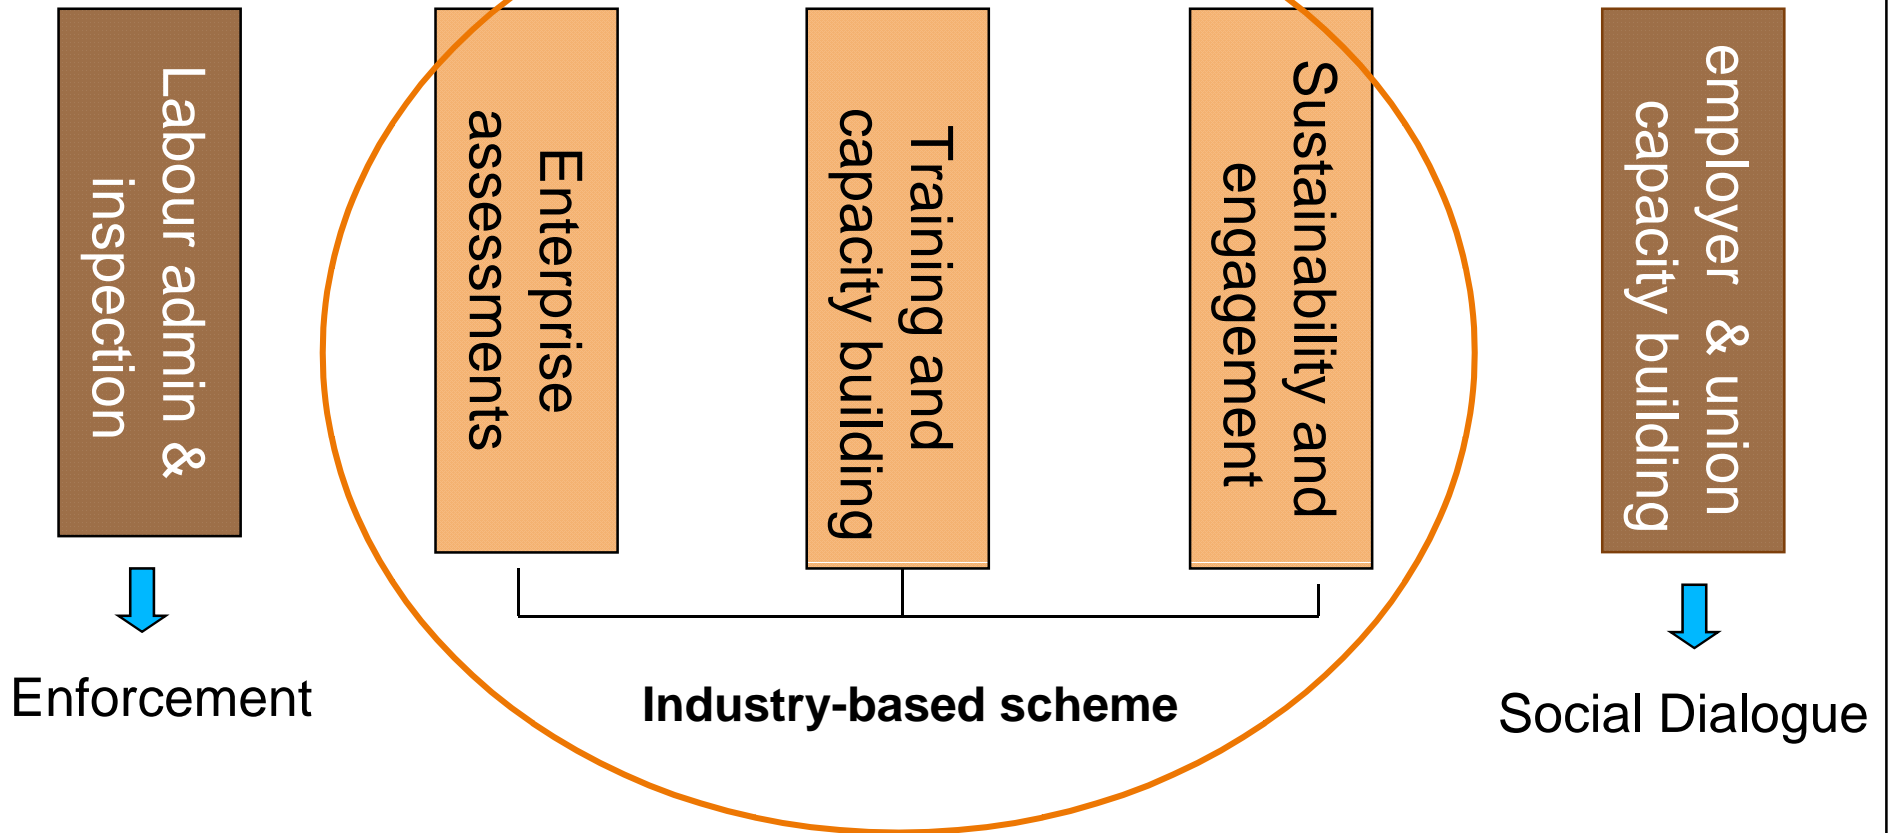 Labour admin &
inspection
Enterprise
assessments
Training and
capacity building
Sustainability and
engagement
employer & union
capacity building
Enforcement
Industry-based scheme
Social Dialogue